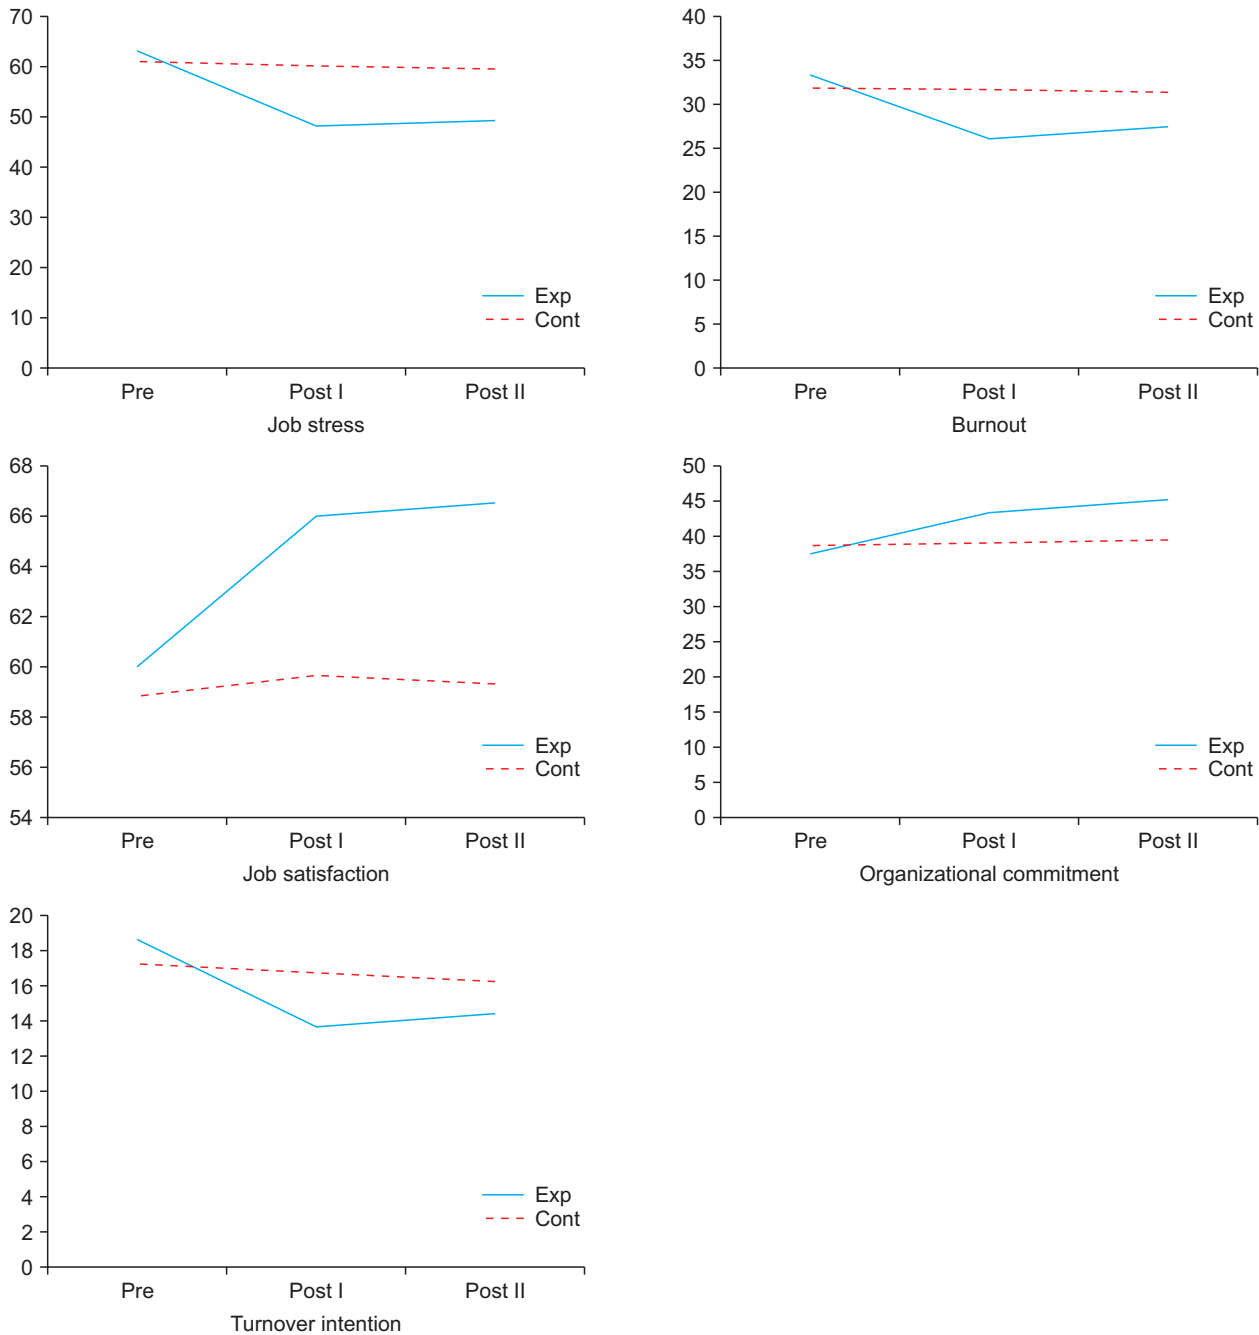 70
60
50
40
30
20
10
0
Exp
Cont
Pre Post I Post II
Job stress
40
35
30
25
20
15
10
5
0
Exp
Cont
Pre Post I Post II
Burnout
68
66
64
62
60
58
56
54
Exp
Cont
Pre Post I Post II
Job satisfaction
50
45
40
35
30
25
20
15
10
5
0
Exp
Cont
Pre Post I Post II
Organizational commitment
20
18
16
14
12
10
8
6
4
2
0
Exp
Cont
Pre Post I Post II
Turnover intention